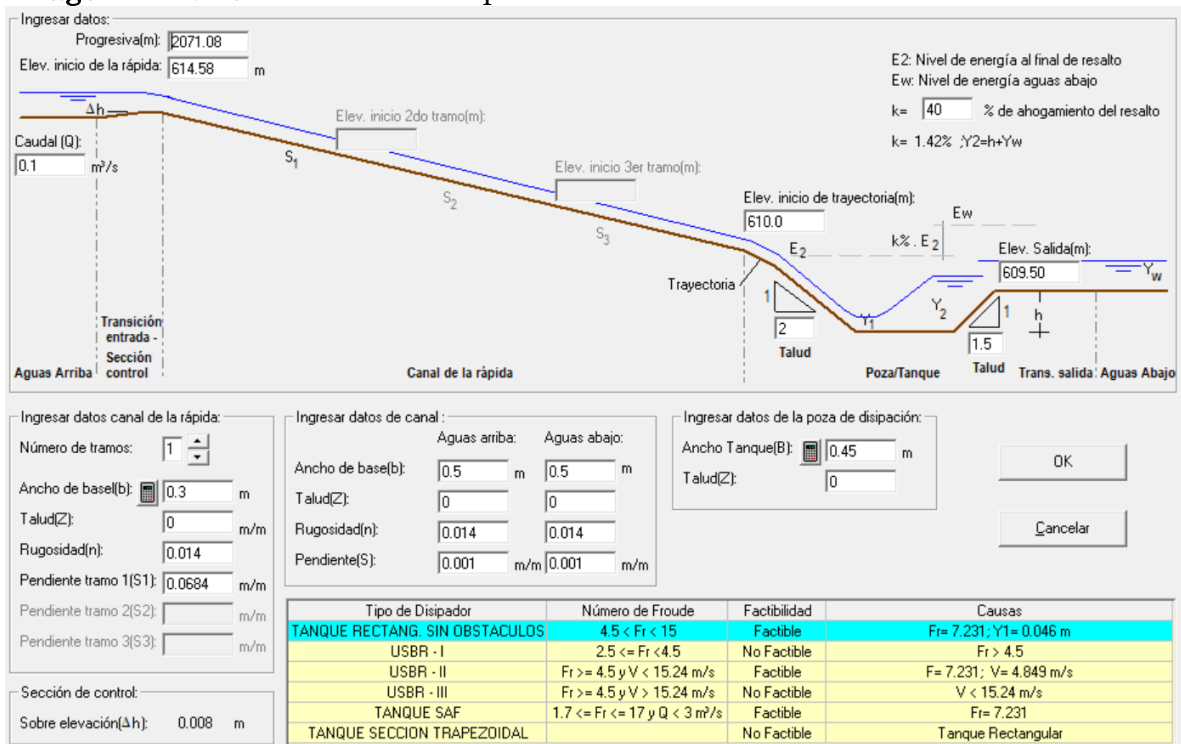 Ingresar datos:
Progresiva(m): 2071.08
Elev. inicio de la rápida: 614.58 m
E2: Nivel de energía al final de resalto
Ew: Nivel de energía aguas abajo
k= 40 % de ahogamiento del resalto
k= 1.42% ;Y2=h+Yw
Δh
Elev. inicio 2do tramo(m):
Caudal (Q):
0.1 m³/s
S1
Elev. inicio 3er tramo(m):
S2
S3
Elev. inicio de trayectoria(m):
610.0
Ew
E2
k% . E2
Elev. Salida(m):
609.50
Yw
Trayectoria
1
2
Talud
Y1
Y2
1
1.5
Talud
h
Transición
entrada -
Sección
control
Aguas Arriba
Canal de la rápida
Poza/Tanque
Trans. salida
Aguas Abajo
Ingresar datos canal de la rápida:
Número de tramos: 1
Ancho de basel(b): 0.3 m
Talud(Z): 0 m/m
Rugosidad(n): 0.014
Pendiente tramo 1(S1): 0.0684 m/m
Pendiente tramo 2(S2): m/m
Pendiente tramo 3(S3): m/m
Sección de control:
Sobre elevación(Δh): 0.008 m
Ingresar datos de canal :
Aguas arriba: Aguas abajo:
Ancho de base(b): 0.5 m 0.5 m
Talud(Z): 0 0
Rugosidad(n): 0.014 0.014
Pendiente(S): 0.001 m/m 0.001 m/m
Ingresar datos de la poza de disipación:
Ancho Tanque(B): 0.45 m
Talud(Z): 0
OK
Cancelar
Tipo de Disipador Número de Froude Factibilidad Causas
TANQUE RECTANG. SIN OBSTACULOS 4.5 < Fr < 15 Factible Fr= 7.231; Y1= 0.046 m
USBR - I 2.5 <= Fr <4.5 No Factible Fr > 4.5
USBR - II Fr >= 4.5 y V < 15.24 m/s Factible F= 7.231; V= 4.849 m/s
USBR - III Fr >= 4.5 y V > 15.24 m/s No Factible V < 15.24 m/s
TANQUE SAF 1.7 <= Fr <= 17 y Q < 3 m³/s Factible Fr= 7.231
TANQUE SECCION TRAPEZOIDAL No Factible Tanque Rectangular